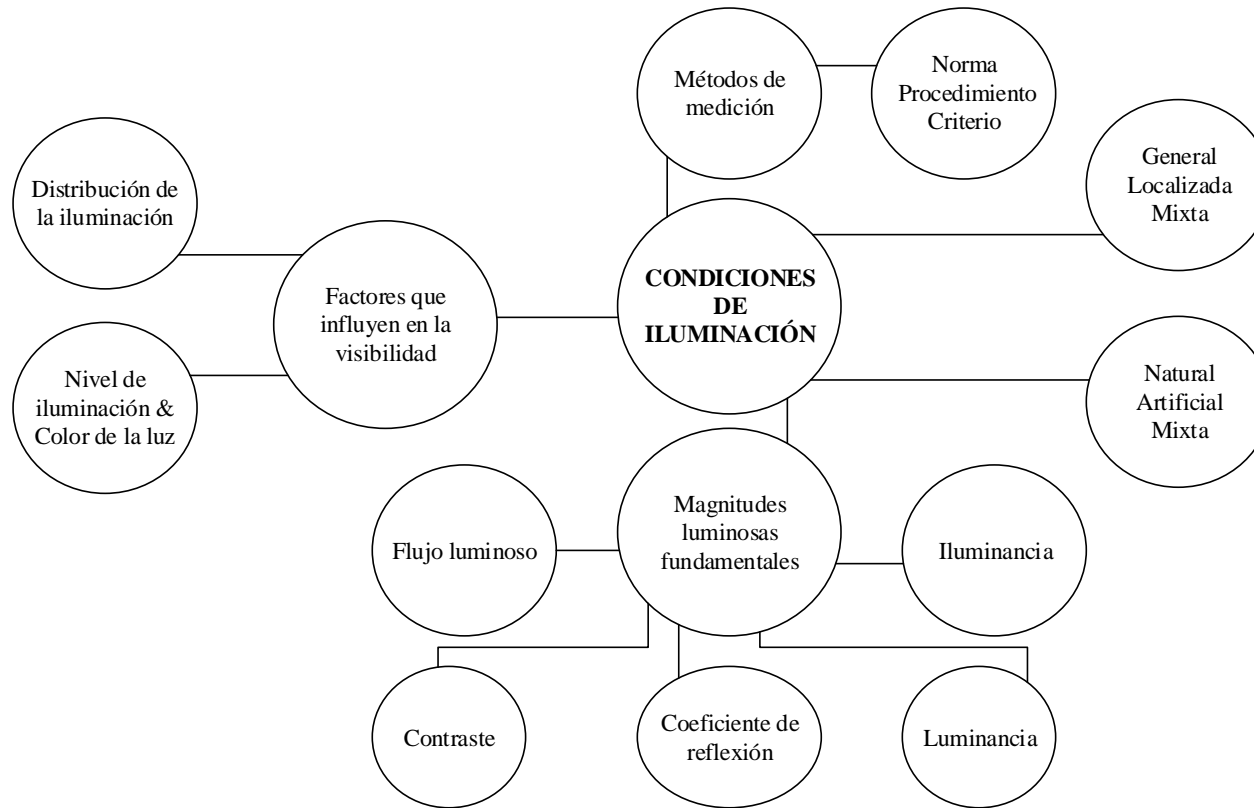 Métodos de
medición
Norma
Procedimiento
Criterio
General
Localizada
Mixta
Distribución de
la iluminación
Factores que
influyen en la
visibilidad
CONDICIONES
DE
ILUMINACIÓN
Nivel de
iluminación &
Color de la luz
Natural
Artificial
Mixta
Magnitudes
luminosas
fundamentales
Flujo luminoso
Iluminancia
Contraste
Coeficiente de
reflexión
Luminancia